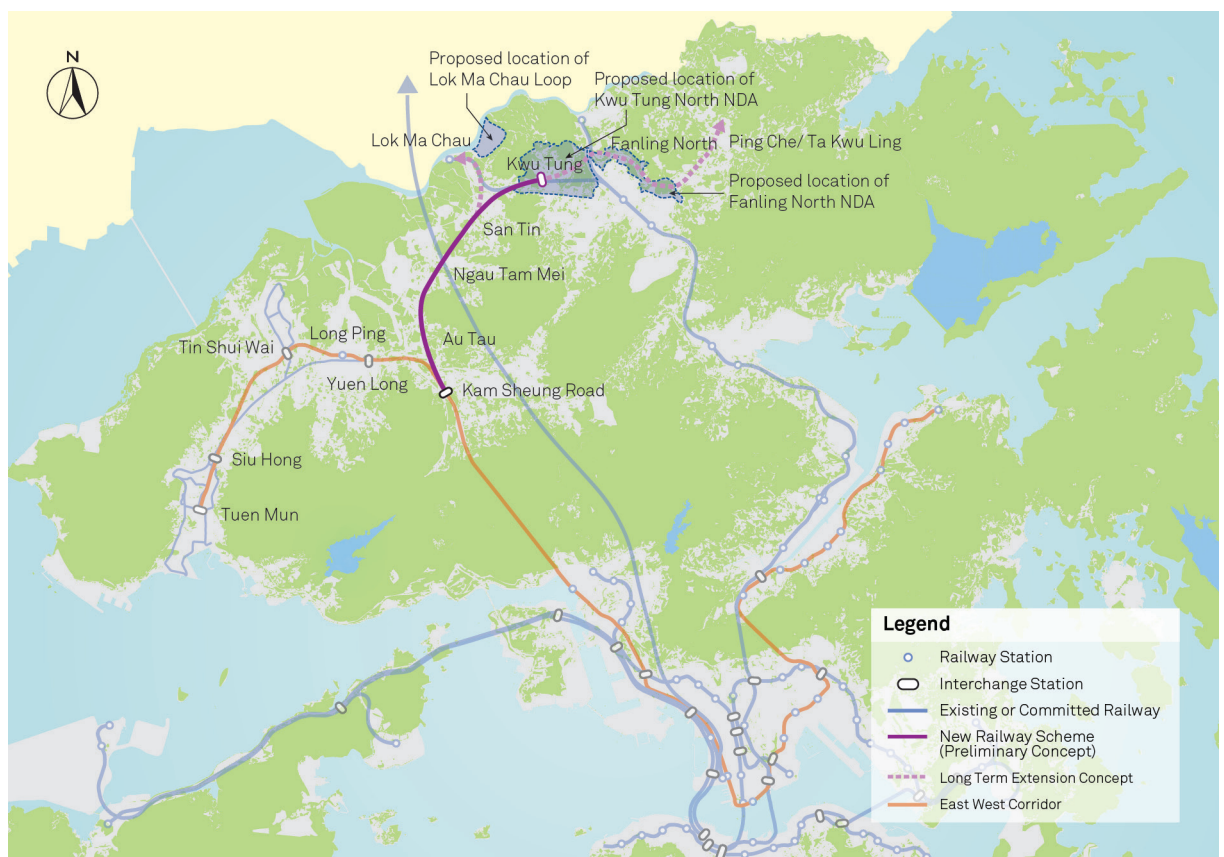 N
Proposed location of
Lok Ma Chau Loop
Proposed location of
Kwu Tung North NDA
Lok Ma Chau
Kwu Tung
Fanling North
Ping Che/ Ta Kwu Ling
Proposed location of
Fanling North NDA
San Tin
Ngau Tam Mei
Long Ping
Tin Shui Wai
Au Tau
Yuen Long
Kam Sheung Road
Siu Hong
Tuen Mun
Legend
Railway Station
Interchange Station
Existing or Committed Railway
New Railway Scheme
(Preliminary Concept)
Long Term Extension Concept
East West Corridor